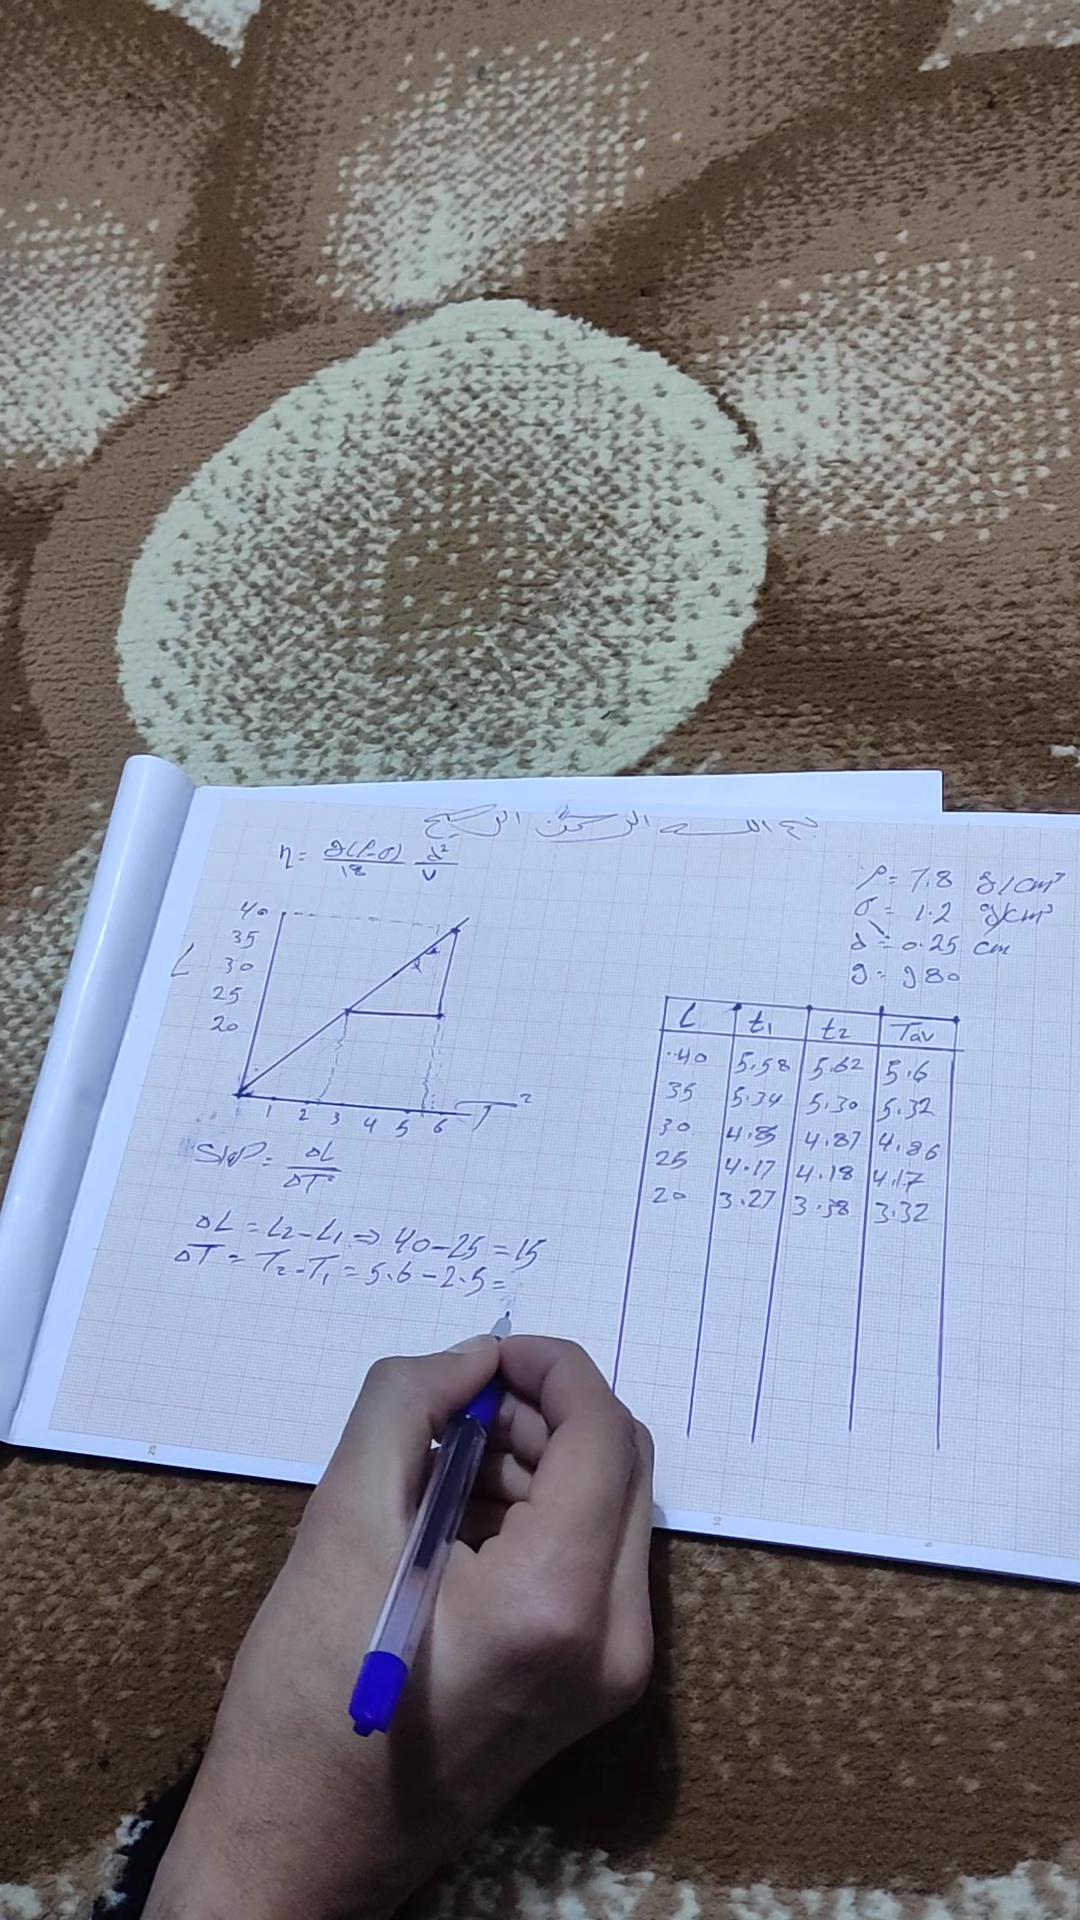 بسم الله الرحمن الرحيم
η = g(ρ-σ)/18 d²/v
ρ = 7.8 g/cm³
σ = 1.2 g/cm³
d = 0.25 cm
g = 980
40
35
L 30
25
20
1 2 3 4 5 6 T
L t₁ t₂ Tav
40 5.58 5.62 5.6
35 5.34 5.30 5.32
30 4.85 4.87 4.86
25 4.17 4.18 4.17
20 3.27 3.38 3.32
= ΔL/ΔT
ΔL = L₂-L₁ ⇒ 40-25 = 15
ΔT = T₂-T₁ = 5.6-2.5 =
25
10
5